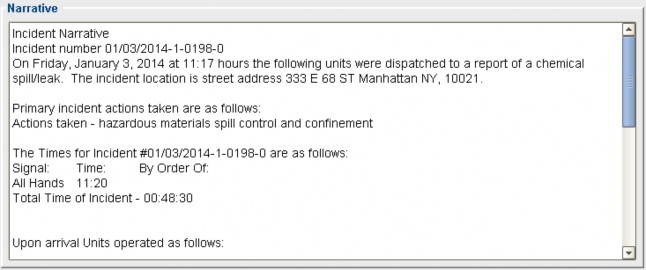 Narrative
Incident Narrative
Incident number 01/03/2014-1-0198-0
On Friday, January 3, 2014 at 11:17 hours the following units were dispatched to a report of a chemical
spill/leak.  The incident location is street address 333 E 68 ST Manhattan NY, 10021.
Primary incident actions taken are as follows:
Actions taken - hazardous materials spill control and confinement
The Times for Incident #01/03/2014-1-0198-0 are as follows:
Signal: Time: By Order Of:
All Hands 11:20
Total Time of Incident - 00:48:30
Upon arrival Units operated as follows: